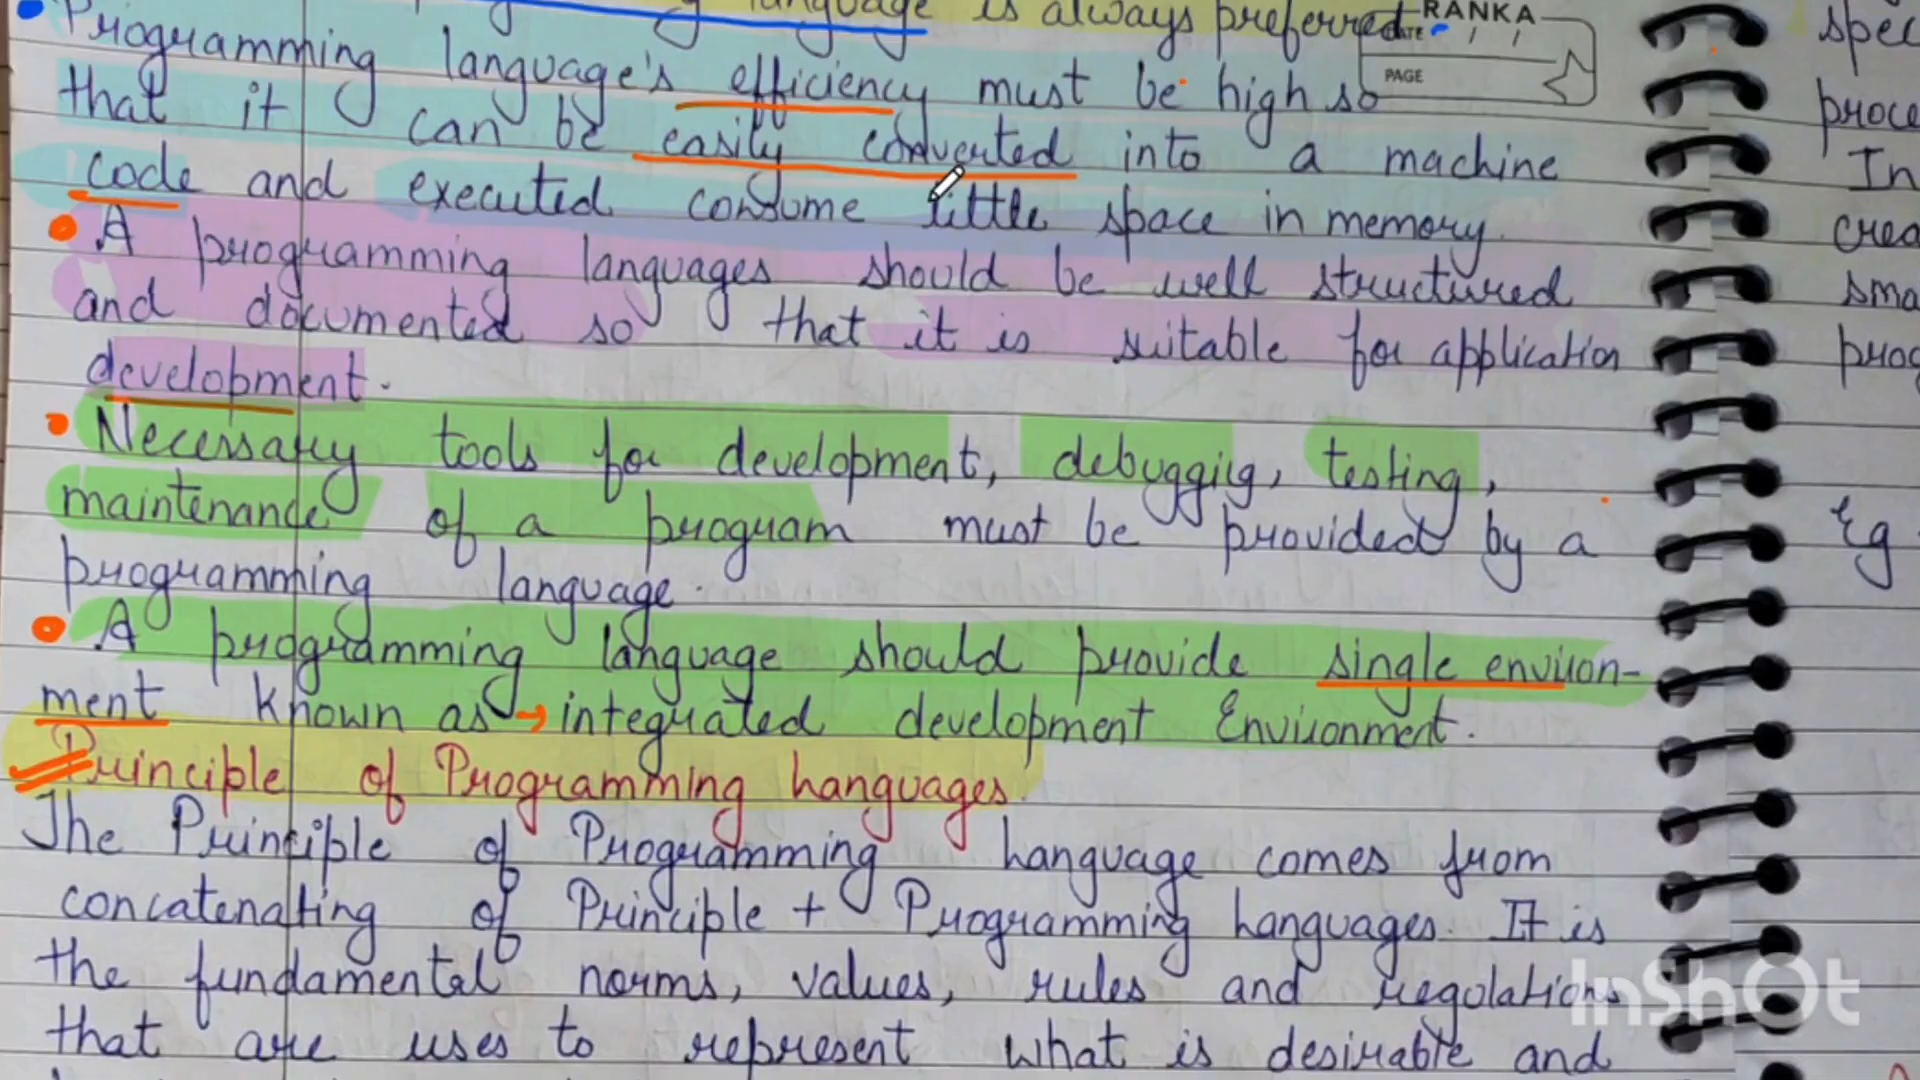 language is always preferred
RANKA
DATE / /
PAGE
Programming language's efficiency must be high so
that it can be easily converted into a machine
code and executed consume little space in memory.
A programming languages should be well structured
and documented so that it is suitable for application
development.
Necessary tools for development, debuggig, testing,
maintenance of a program must be provided by a
programming language.
A programming language should provide single environ-
ment known as → integrated development Environment.
Principle of Programming Languages.
The Principle of Programming Language comes from
concatenating of Principle + Programming Languages. It is
the fundamental norms, values, rules and regolations
that are uses to represent what is desirable and
spec
proce
In
crea
sma
prog
Eg
InShOt